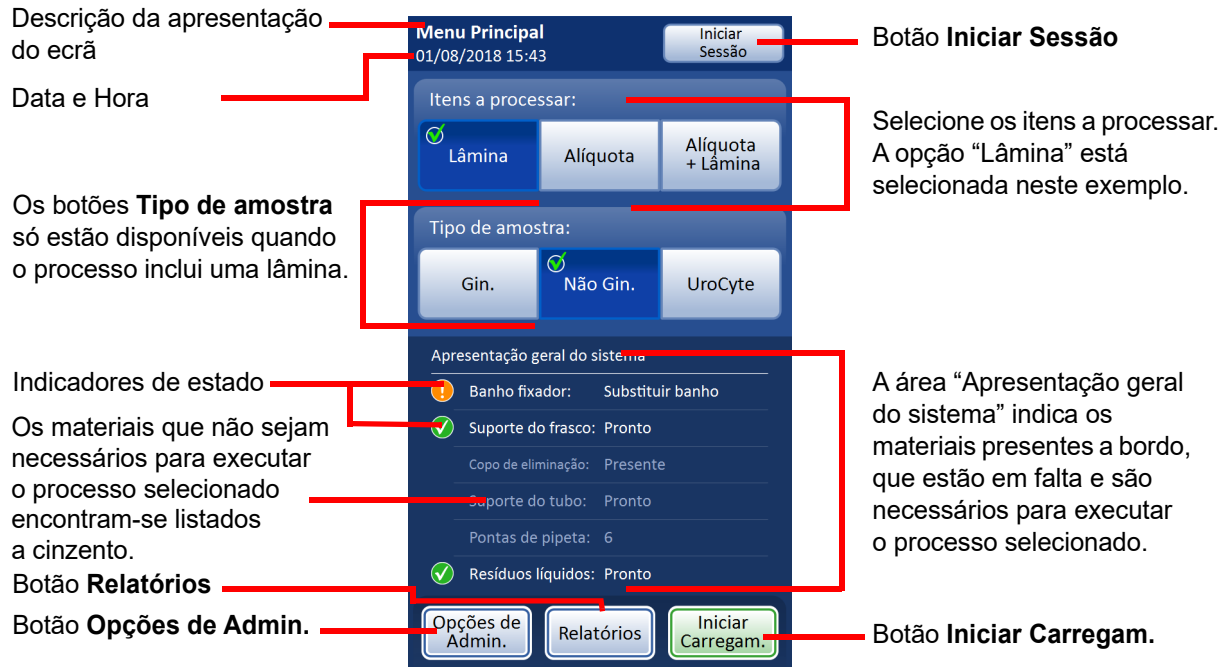 Descrição da apresentação
do ecrã
Data e Hora
Os botões Tipo de amostra
só estão disponíveis quando
o processo inclui uma lâmina.
Indicadores de estado
Os materiais que não sejam
necessários para executar
o processo selecionado
encontram-se listados
a cinzento.
Botão Relatórios
Botão Opções de Admin.
Menu Principal
01/08/2018 15:43
Iniciar
Sessão
Itens a processar:
Lâmina
Alíquota
Alíquota
+ Lâmina
Tipo de amostra:
Gin.
Não Gin.
UroCyte
Apresentação geral do sistema
Banho fixador: Substituir banho
Suporte do frasco: Pronto
Copo de eliminação: Presente
Suporte do tubo: Pronto
Pontas de pipeta: 6
Resíduos líquidos: Pronto
Opções de
Admin.
Relatórios
Iniciar
Carregam.
Botão Iniciar Sessão
Selecione os itens a processar.
A opção “Lâmina” está
selecionada neste exemplo.
A área “Apresentação geral
do sistema” indica os
materiais presentes a bordo,
que estão em falta e são
necessários para executar
o processo selecionado.
Botão Iniciar Carregam.